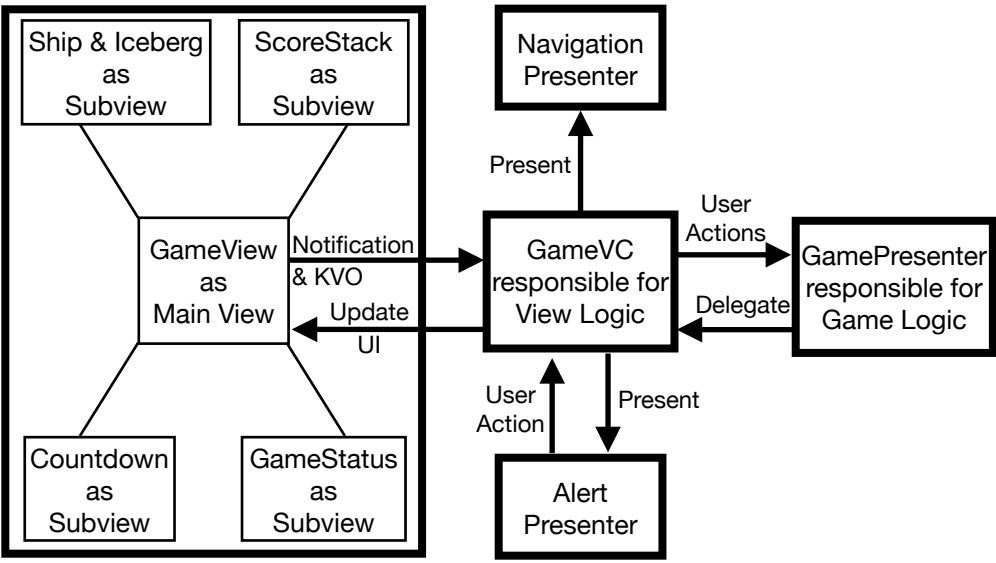 Ship & Iceberg
as
Subview
ScoreStack
as
Subview
Navigation
Presenter
Present
GameView
as
Main View
Notification
& KVO
Update
UI
GameVC
responsible for
View Logic
User
Actions
Delegate
GamePresenter
responsible for
Game Logic
User
Action
Present
Countdown
as
Subview
GameStatus
as
Subview
Alert
Presenter